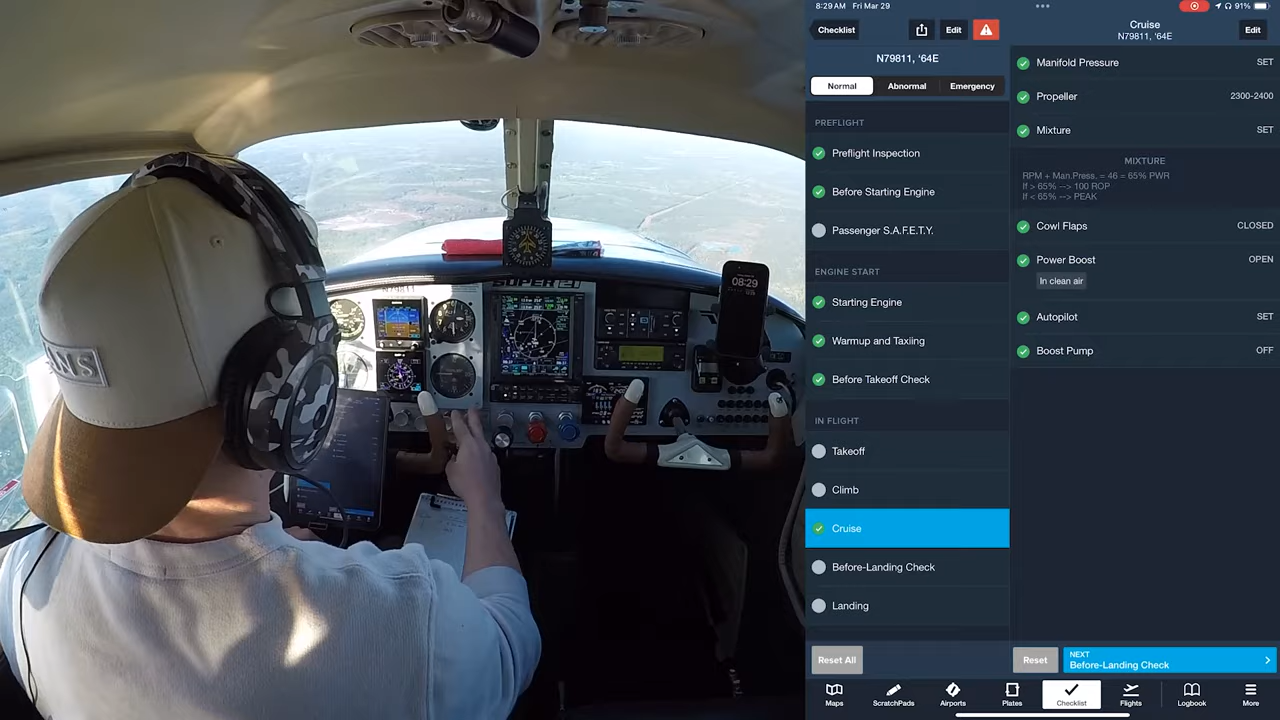 8:29 AM Fri Mar 29
91%
Checklist
Edit
Cruise
N79811, '64E
Edit
N79811, '64E
Normal
Abnormal
Emergency
PREFLIGHT
Preflight Inspection
Before Starting Engine
Passenger S.A.F.E.T.Y.
ENGINE START
Starting Engine
Warmup and Taxiing
Before Takeoff Check
IN FLIGHT
Takeoff
Climb
Cruise
Before-Landing Check
Landing
Reset All
Manifold Pressure
SET
Propeller
2300-2400
Mixture
SET
MIXTURE
RPM + Man.Press. = 46 = 65% PWR
If > 65% —> 100 ROP
If < 65% —> PEAK
Cowl Flaps
CLOSED
Power Boost
OPEN
In clean air
Autopilot
SET
Boost Pump
OFF
Reset
NEXT
Before-Landing Check
Maps
ScratchPads
Airports
Plates
Checklist
Flights
Logbook
More
N79811
SUPER 21
08:29